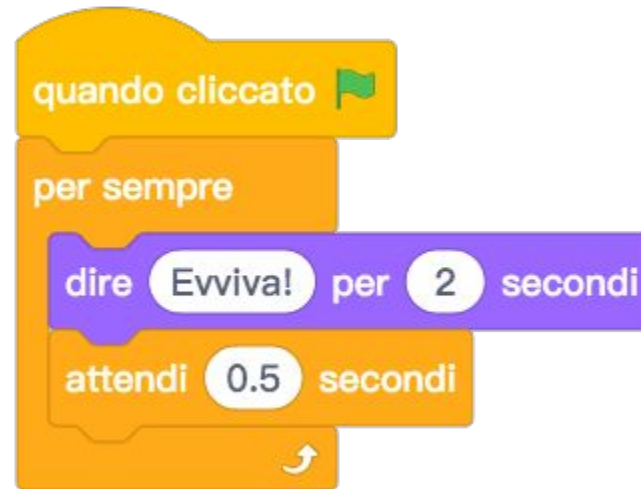 quando cliccato
per sempre
dire Evviva! per 2 secondi
attendi 0.5 secondi